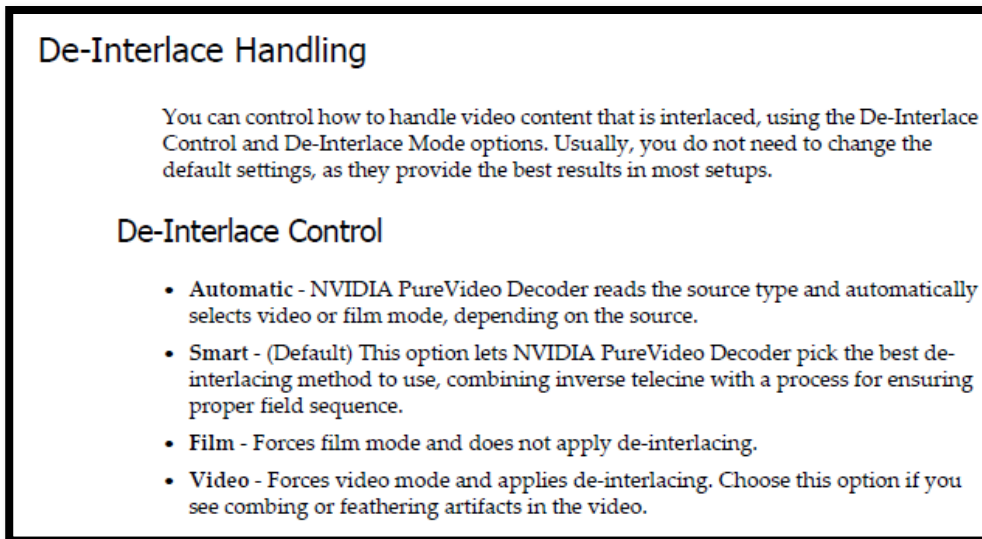 De-Interlace Handling
You can control how to handle video content that is interlaced, using the De-Interlace
Control and De-Interlace Mode options. Usually, you do not need to change the
default settings, as they provide the best results in most setups.
De-Interlace Control
• Automatic - NVIDIA PureVideo Decoder reads the source type and automatically
selects video or film mode, depending on the source.
• Smart - (Default) This option lets NVIDIA PureVideo Decoder pick the best de-
interlacing method to use, combining inverse telecine with a process for ensuring
proper field sequence.
• Film - Forces film mode and does not apply de-interlacing.
• Video - Forces video mode and applies de-interlacing. Choose this option if you
see combing or feathering artifacts in the video.